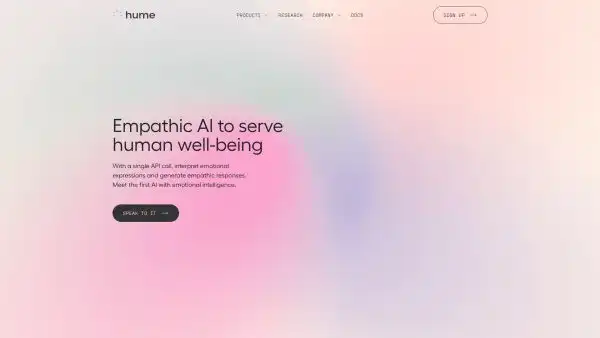 hume
PRODUCTS RESEARCH COMPANY DOCS
SIGN UP
Empathic AI to serve
human well-being
With a single API call, interpret emotional
expressions and generate empathic responses.
Meet the first AI with emotional intelligence.
SPEAK TO IT